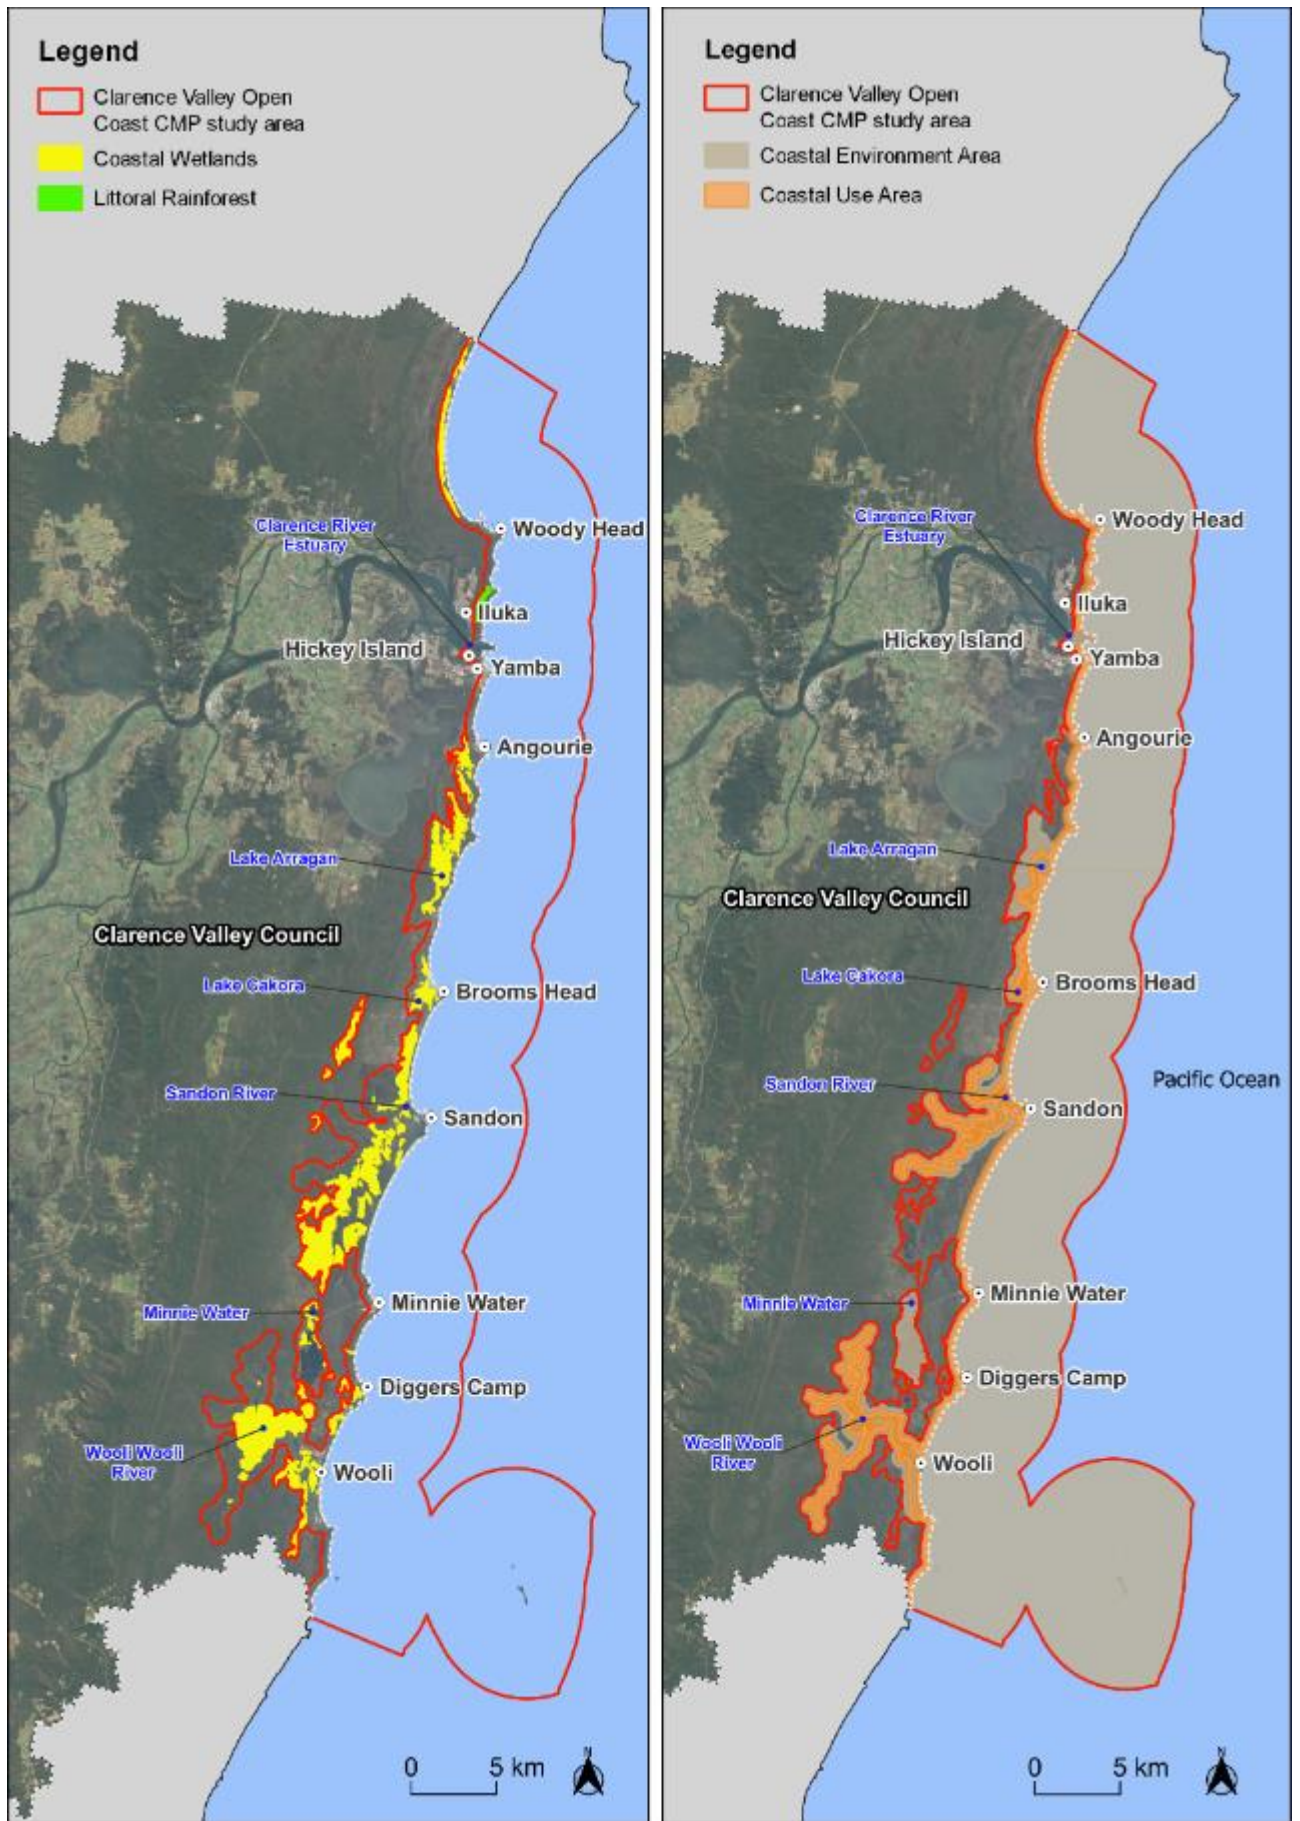 Legend
Clarence Valley Open
Coast CMP study area
Coastal Wetlands
Littoral Rainforest
Clarence River
Estuary
Woody Head
Iluka
Hickey Island
Yamba
Angourie
Lake Arragan
Clarence Valley Council
Lake Cakora
Brooms Head
Sandon River
Sandon
Minnie Water
Minnie Water
Diggers Camp
Wooli Wooli
River
Wooli
0 5 km
N
Legend
Clarence Valley Open
Coast CMP study area
Coastal Environment Area
Coastal Use Area
Clarence River
Estuary
Woody Head
Iluka
Hickey Island
Yamba
Angourie
Lake Arragan
Clarence Valley Council
Lake Cakora
Brooms Head
Sandon River
Pacific Ocean
Sandon
Minnie Water
Minnie Water
Diggers Camp
Wooli Wooli
River
Wooli
0 5 km
N